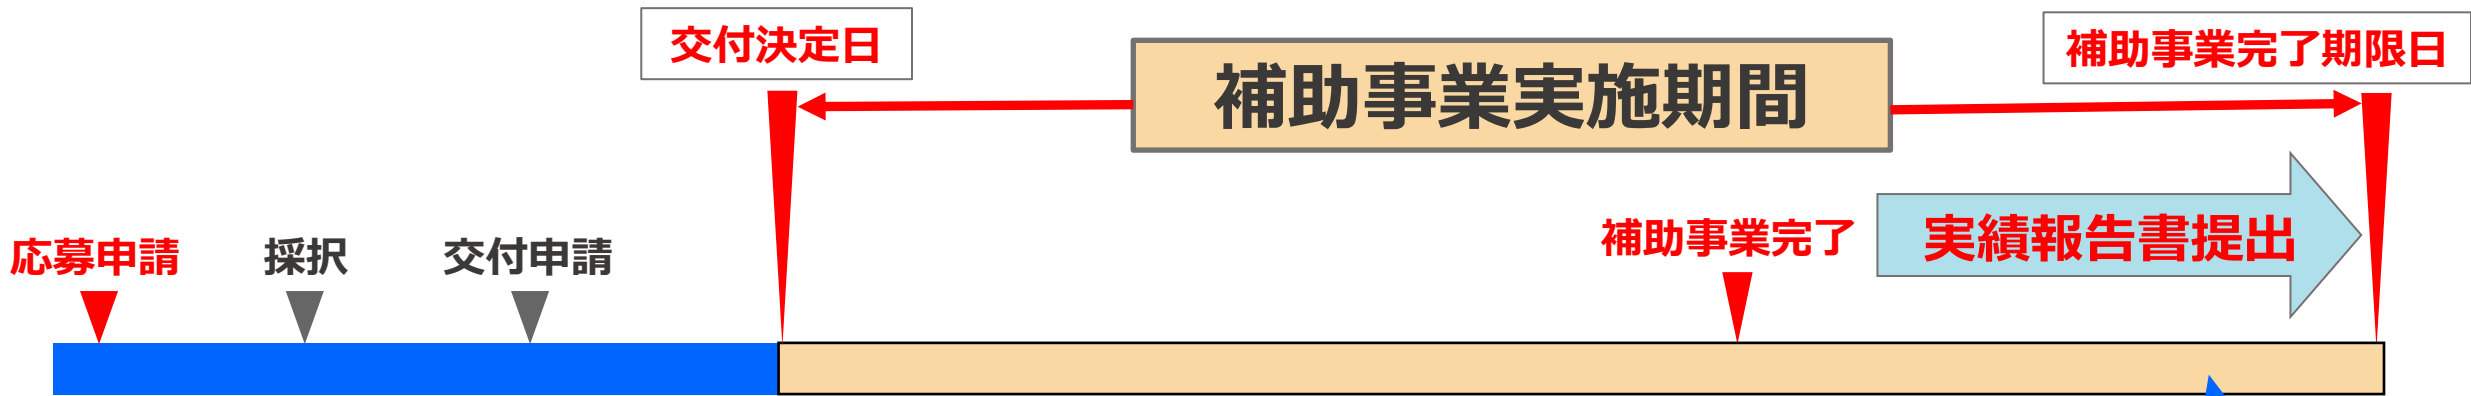 交付決定日
補助事業実施期間
補助事業完了期限日
応募申請
採択
交付申請
補助事業完了
実績報告書提出